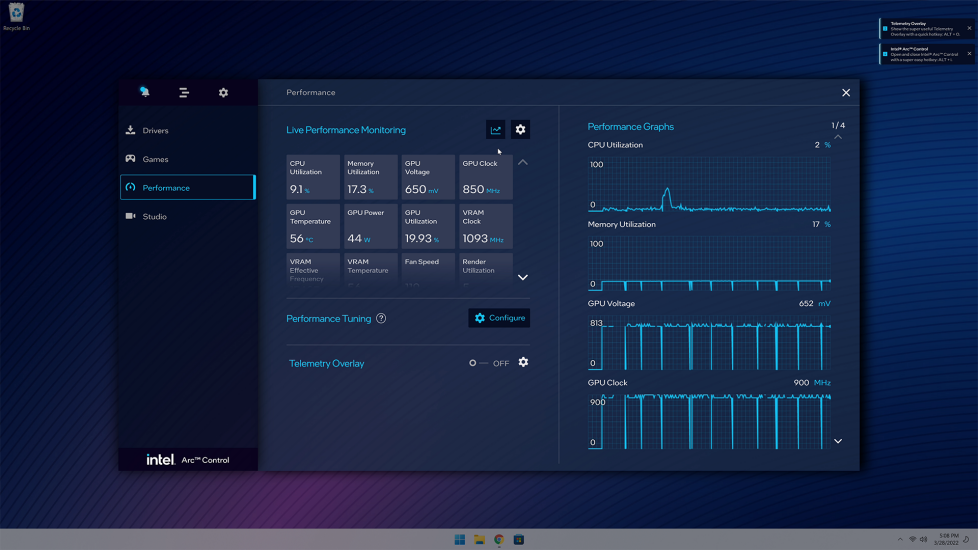 Recycle Bin
Telemetry Overlay
Show the super useful Telemetry
Overlay with a quick hotkey: ALT + O.
Intel® Arc™ Control
Open and close Intel® Arc™ Control
with a super easy hotkey: ALT + I.
Performance
Drivers
Games
Performance
Studio
intel. Arc™ Control
Live Performance Monitoring
CPU
Utilization
9.1 %
Memory
Utilization
17.3 %
GPU
Voltage
650 mV
GPU Clock
850 MHz
GPU
Temperature
56 °C
GPU Power
44 W
GPU
Utilization
19.93 %
VRAM
Clock
1093 MHz
VRAM
Effective
Frequency
VRAM
Temperature
Fan Speed
Render
Utilization
Performance Tuning ?
Configure
Telemetry Overlay
OFF
Performance Graphs
1/4
CPU Utilization 2 %
100
0
Memory Utilization 17 %
100
0
GPU Voltage 652 mV
813
0
GPU Clock 900 MHz
900
0
5:08 PM
3/28/2022